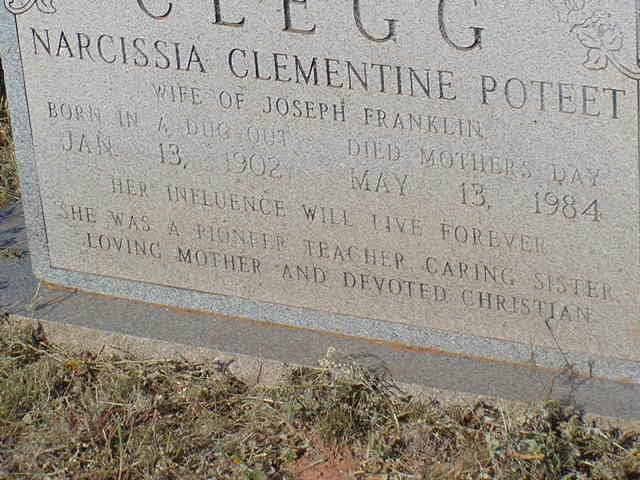 CLEGG
NARCISSIA CLEMENTINE POTEET
WIFE OF JOSEPH FRANKLIN
BORN IN A DUG-OUT
JAN. 13, 1902
DIED MOTHERS DAY
MAY 13, 1984
HER INFLUENCE WILL LIVE FOREVER
SHE WAS A PIONEER TEACHER, CARING SISTER,
LOVING MOTHER AND DEVOTED CHRISTIAN